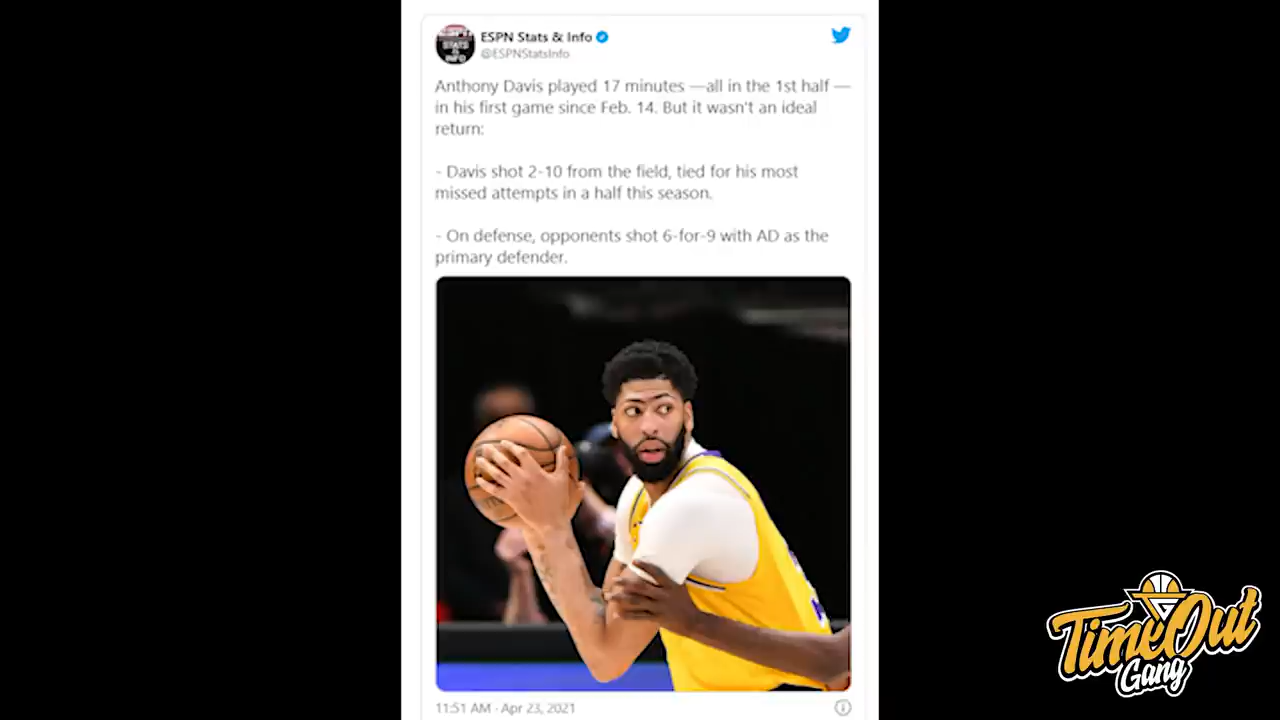 ESPN Stats & Info
@ESPNStatsInfo
Anthony Davis played 17 minutes —all in the 1st half —
in his first game since Feb. 14. But it wasn't an ideal
return:
- Davis shot 2-10 from the field, tied for his most
missed attempts in a half this season.
- On defense, opponents shot 6-for-9 with AD as the
primary defender.
11:51 AM · Apr 23, 2021
TimeOut
Gang